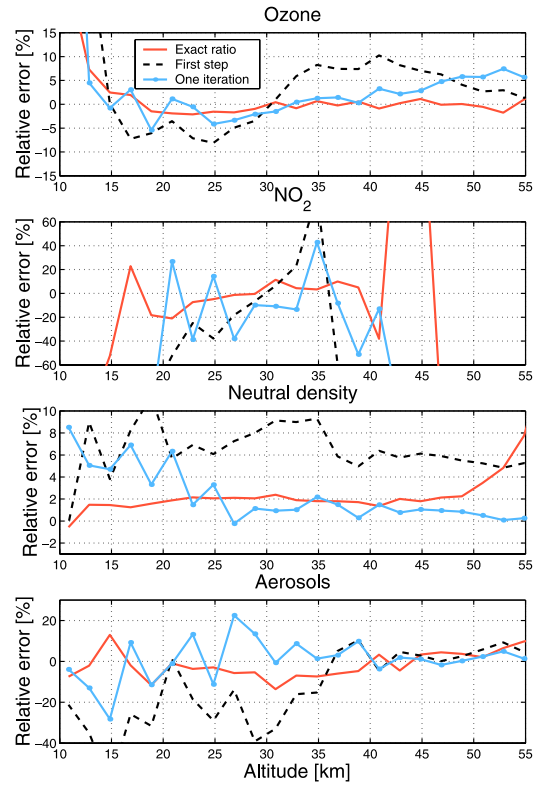 Ozone
Relative error [%]
15
10
5
0
−5
−10
−15
Exact ratio
First step
One iteration
10 15 20 25 30 35 40 45 50 55
NO2
Relative error [%]
60
40
20
0
−20
−40
−60
10 15 20 25 30 35 40 45 50 55
Neutral density
Relative error [%]
10
8
6
4
2
0
−2
10 15 20 25 30 35 40 45 50 55
Aerosols
Relative error [%]
20
0
−20
−40
10 15 20 25 30 35 40 45 50 55
Altitude [km]